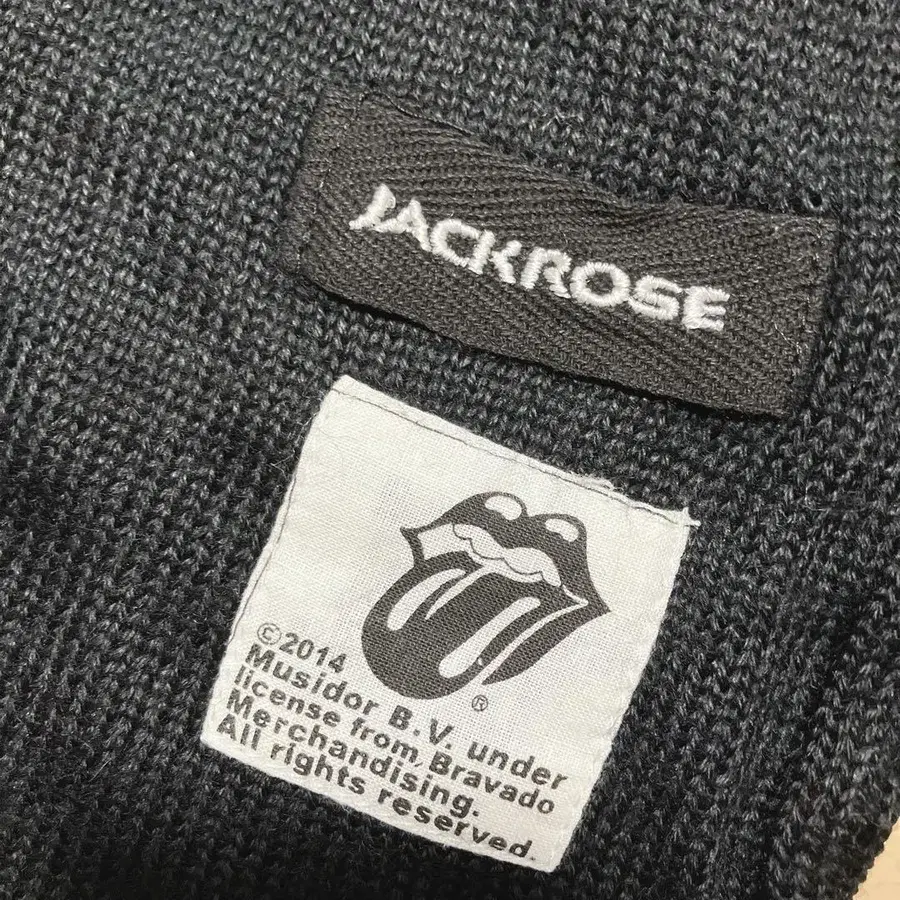 JACKROSE
®
©2014
Musidor B.V. under
license from Bravado
Merchandising.
All rights reserved.